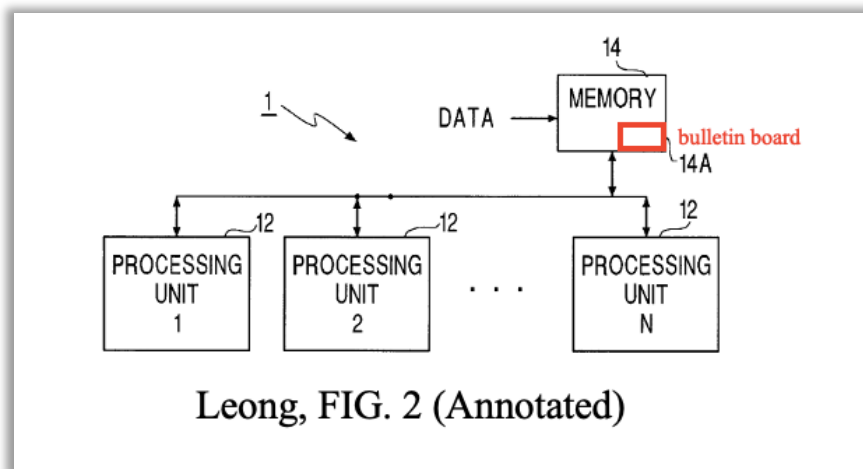 14
MEMORY
1
DATA
bulletin board
14A
12
12
12
PROCESSING
UNIT
1
PROCESSING
UNIT
2
. . .
PROCESSING
UNIT
N
Leong, FIG. 2 (Annotated)